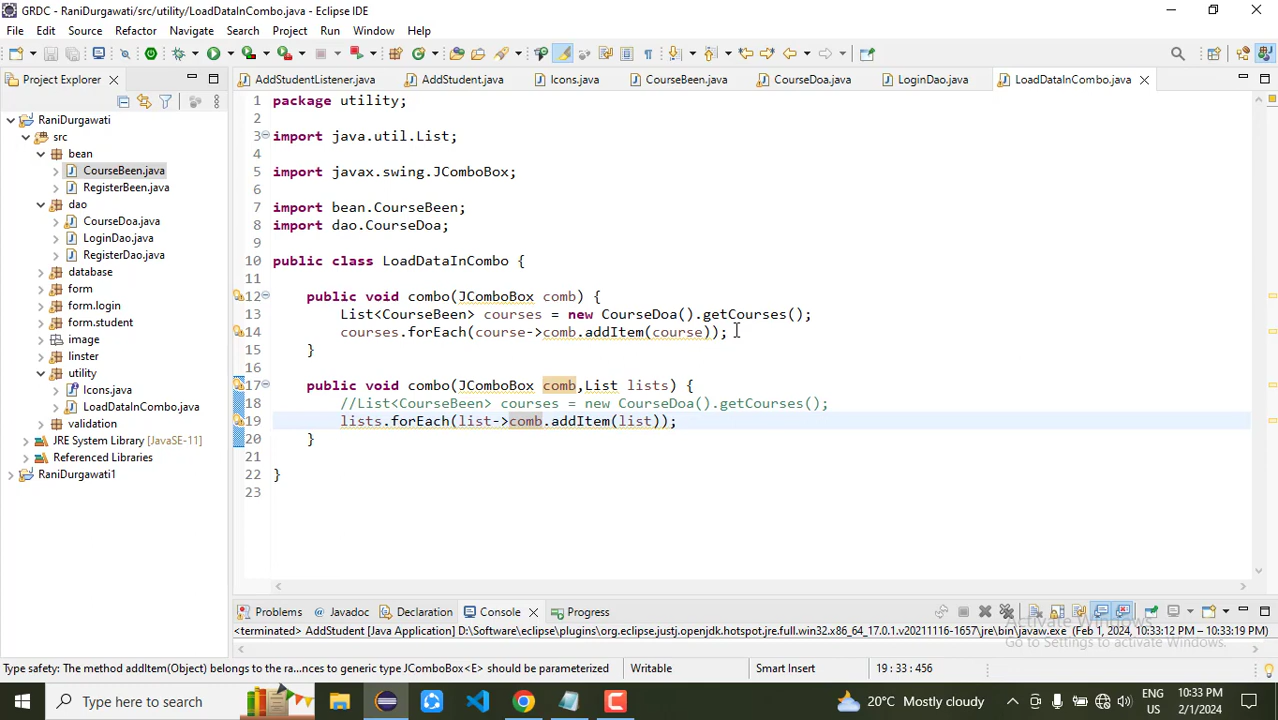 GRDC - RaniDurgawati/src/utility/LoadDataInCombo.java - Eclipse IDE
File Edit Source Refactor Navigate Search Project Run Window Help
Project Explorer
AddStudentListener.java AddStudent.java Icons.java CourseBeen.java CourseDoa.java LoginDao.java LoadDataInCombo.java
RaniDurgawati
src
bean
CourseBeen.java
RegisterBeen.java
dao
CourseDoa.java
LoginDao.java
RegisterDao.java
database
form
form.login
form.student
image
linster
utility
Icons.java
LoadDataInCombo.java
validation
JRE System Library [JavaSE-11]
Referenced Libraries
RaniDurgawati1
1 package utility;
2
3 import java.util.List;
4
5 import javax.swing.JComboBox;
6
7 import bean.CourseBeen;
8 import dao.CourseDoa;
9
10 public class LoadDataInCombo {
11
12 public void combo(JComboBox comb) {
13 List<CourseBeen> courses = new CourseDoa().getCourses();
14 courses.forEach(course->comb.addItem(course));
15 }
16
17 public void combo(JComboBox comb,List lists) {
18 //List<CourseBeen> courses = new CourseDoa().getCourses();
19 lists.forEach(list->comb.addItem(list));
20 }
21
22 }
23
Problems Javadoc Declaration Console Progress
<terminated> AddStudent [Java Application] D:\Software\eclipse\plugins\org.eclipse.justj.openjdk.hotspot.jre.full.win32.x86_64_17.0.1.v20211116-1657\jre\bin\javaw.exe (Feb 1, 2024, 10:33:12 PM – 10:33:19 PM)
Activate Windows
Go to Settings to activate Windows.
Type safety: The method addItem(Object) belongs to the ra...nces to generic type JComboBox<E> should be parameterized Writable Smart Insert 19 : 33 : 456
Type here to search
20°C Mostly cloudy
ENG
US
10:33 PM
2/1/2024